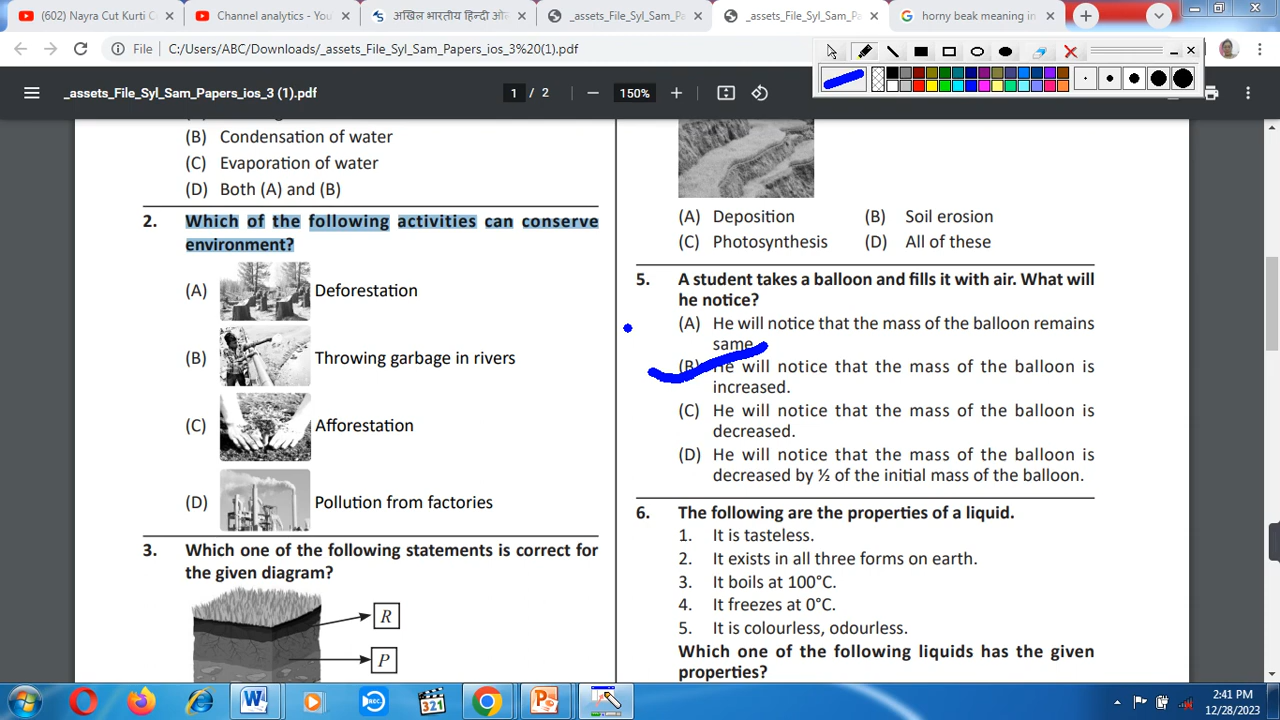 (602) Nayra Cut Kurti C
Channel analytics - You
अखिल भारतीय हिन्दी
_assets_File_Syl_Sam_P
_assets_File_Syl_Sam_P
horny beak meaning in
File
C:/Users/ABC/Downloads/_assets_File_Syl_Sam_Papers_ios_3%20(1).pdf
1 / 2
150%
(B) Condensation of water
(C) Evaporation of water
(D) Both (A) and (B)
2. Which of the following activities can conserve
environment?
(A) Deforestation
(B) Throwing garbage in rivers
(C) Afforestation
(D) Pollution from factories
3. Which one of the following statements is correct for
the given diagram?
R
P
(A) Deposition (B) Soil erosion
(C) Photosynthesis (D) All of these
5. A student takes a balloon and fills it with air. What will
he notice?
(A) He will notice that the mass of the balloon remains
same.
(B) He will notice that the mass of the balloon is
increased.
(C) He will notice that the mass of the balloon is
decreased.
(D) He will notice that the mass of the balloon is
decreased by ½ of the initial mass of the balloon.
6. The following are the properties of a liquid.
1. It is tasteless.
2. It exists in all three forms on earth.
3. It boils at 100°C.
4. It freezes at 0°C.
5. It is colourless, odourless.
Which one of the following liquids has the given
properties?
REC
321
2:41 PM
12/28/2023